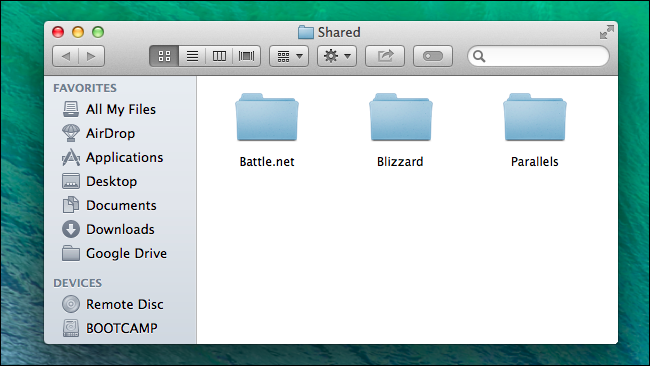 Shared
FAVORITES
All My Files
AirDrop
Applications
Desktop
Documents
Downloads
Google Drive
DEVICES
Remote Disc
BOOTCAMP
Battle.net
Blizzard
Parallels